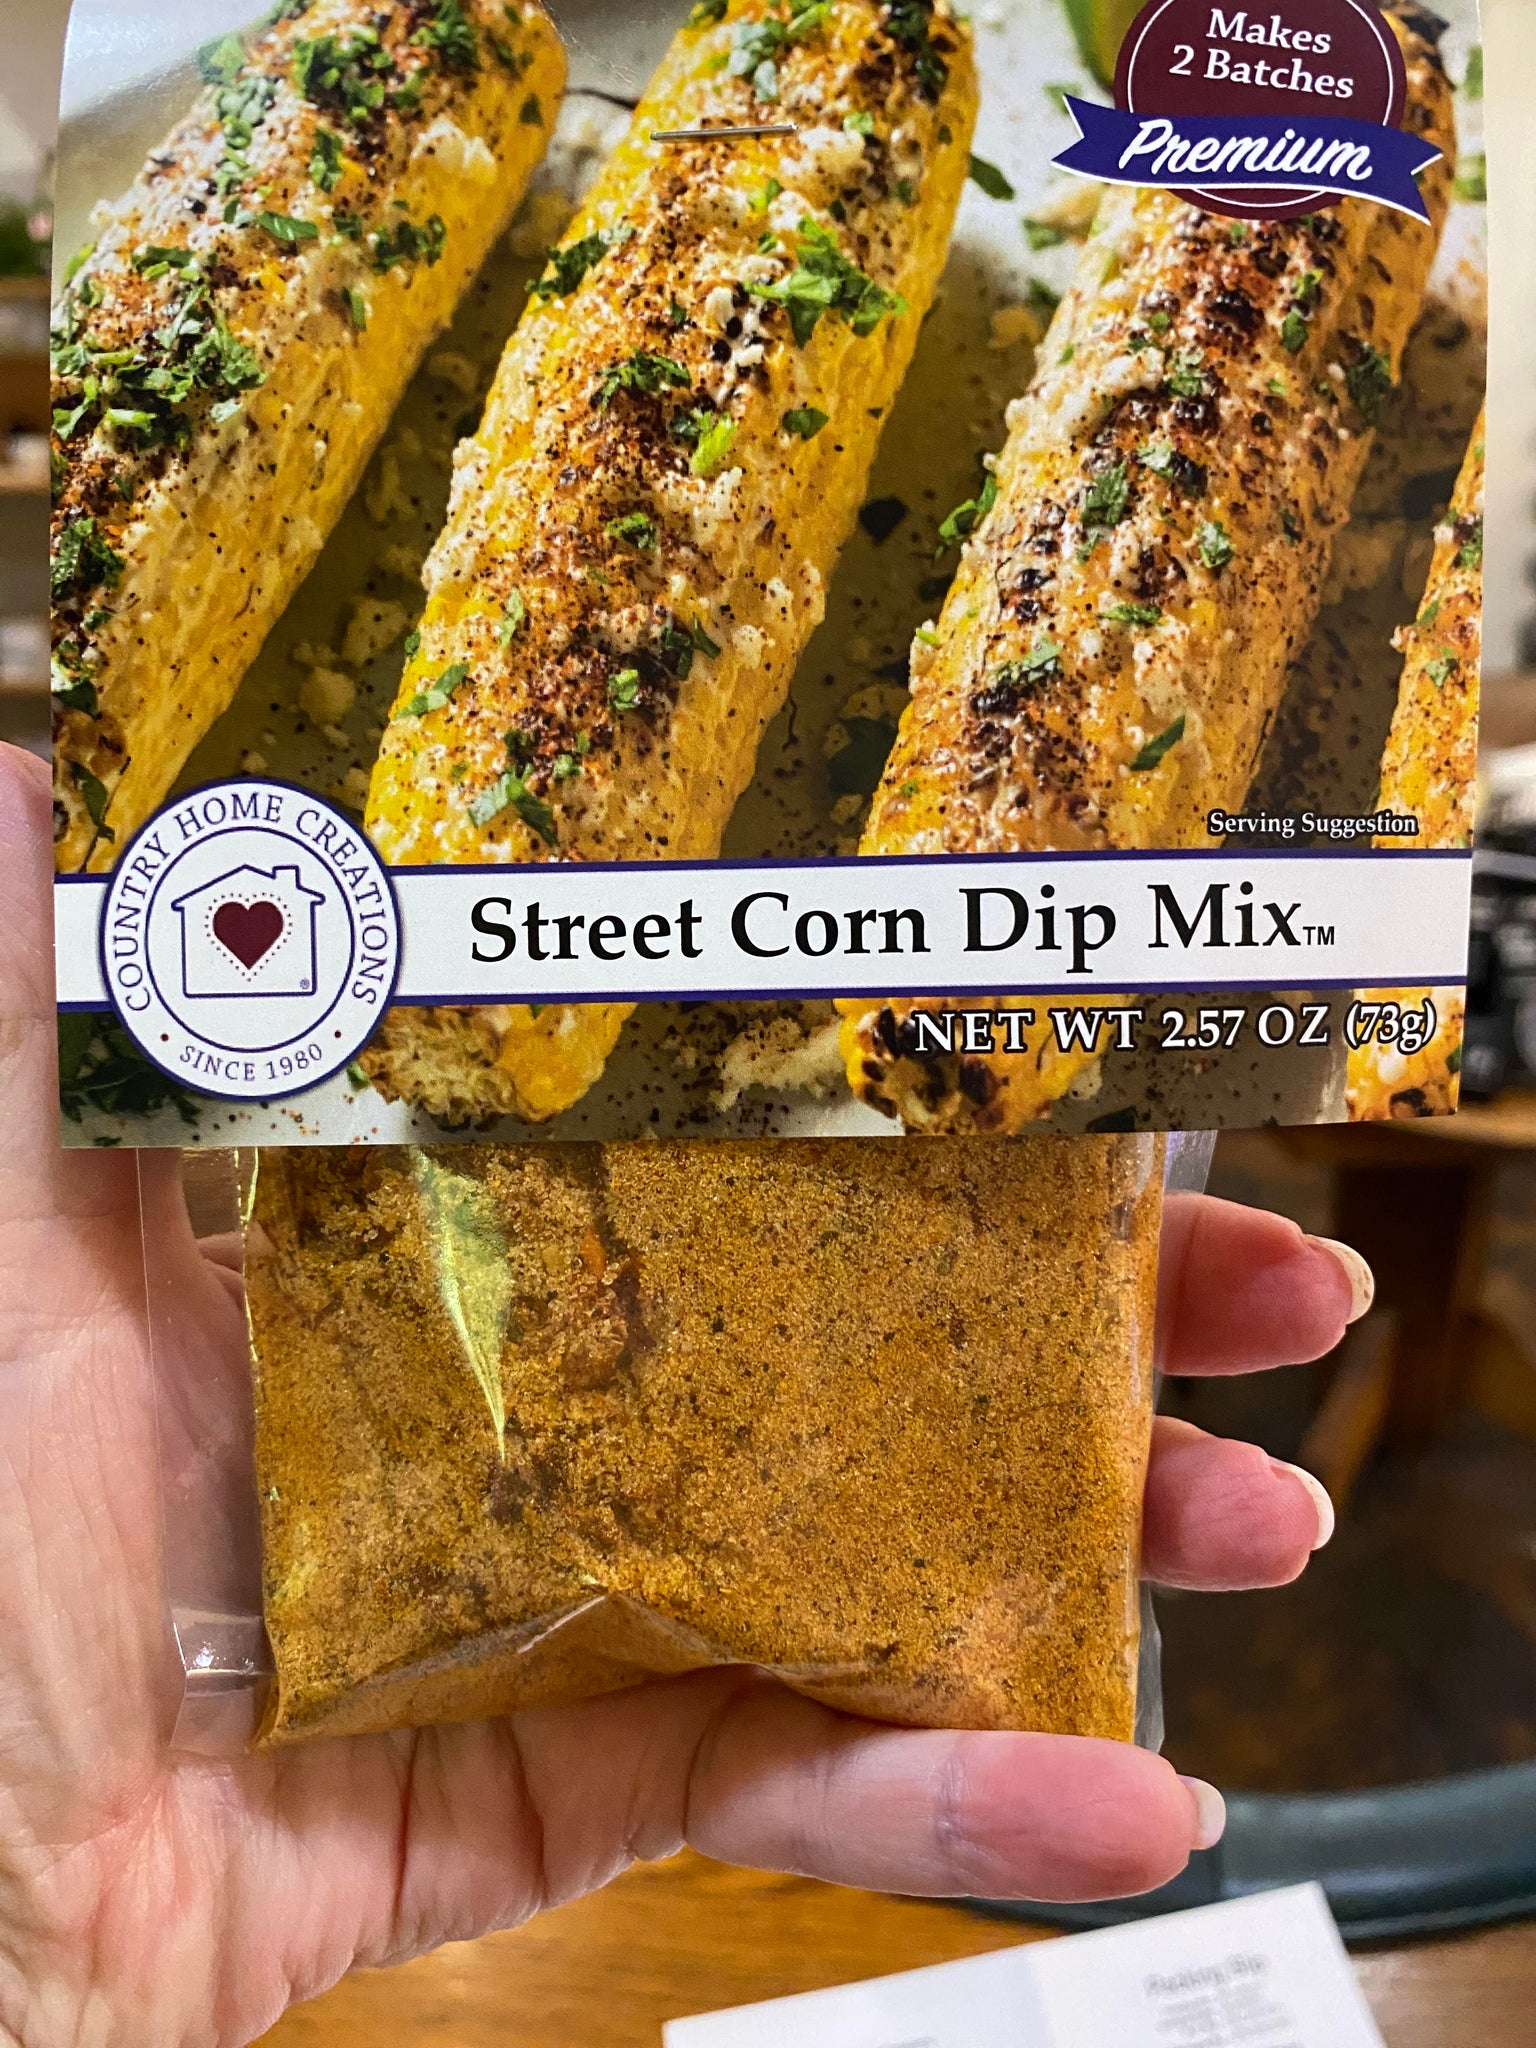 Makes
2 Batches
Premium
Serving Suggestion
COUNTRY HOME CREATIONS
• SINCE 1980 •
®
Street Corn Dip Mix™
NET WT 2.57 OZ (73g)